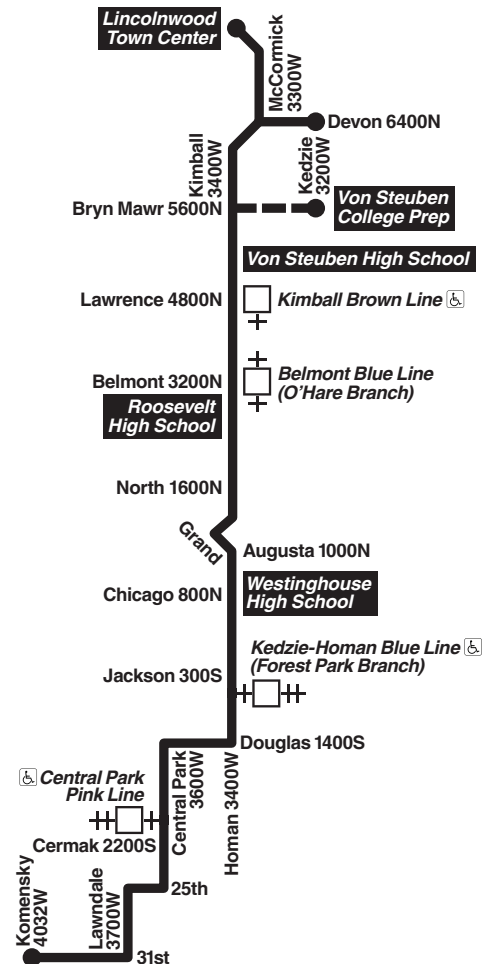 Lincolnwood
Town Center
McCormick
3300W
Devon 6400N
Kimball
3400W
Kedzie
3200W
Bryn Mawr 5600N
Von Steuben
College Prep
Von Steuben High School
Lawrence 4800N
Kimball Brown Line
Belmont 3200N
Belmont Blue Line
(O'Hare Branch)
Roosevelt
High School
North 1600N
Grand
Augusta 1000N
Chicago 800N
Westinghouse
High School
Kedzie-Homan Blue Line
(Forest Park Branch)
Jackson 300S
Douglas 1400S
Central Park
3600W
Homan 3400W
Central Park
Pink Line
Cermak 2200S
25th
Komensky
4032W
Lawndale
3700W
31st